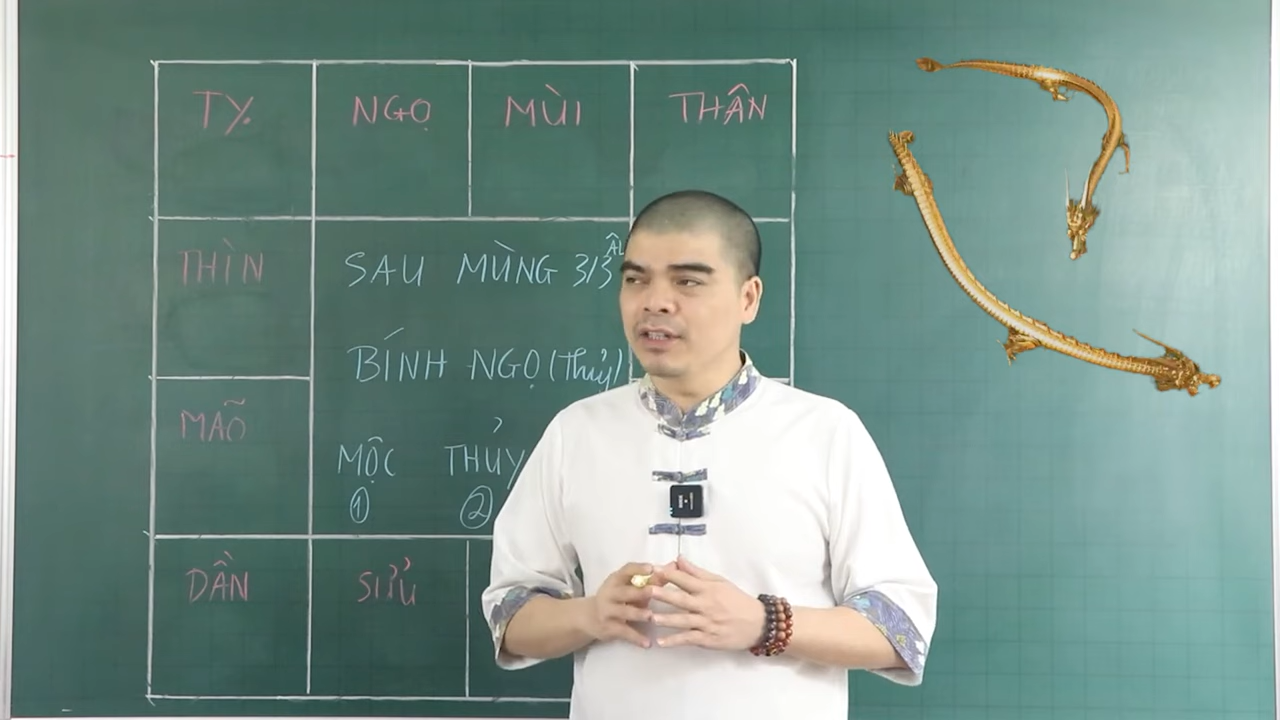 TỴ NGỌ MÙI THÂN
THÌN
SAU MÙNG 3/3 ÂL
BÍNH NGỌ (Thủy)
MÃO
MỘC THỦY
① ②
DẦN SỬU